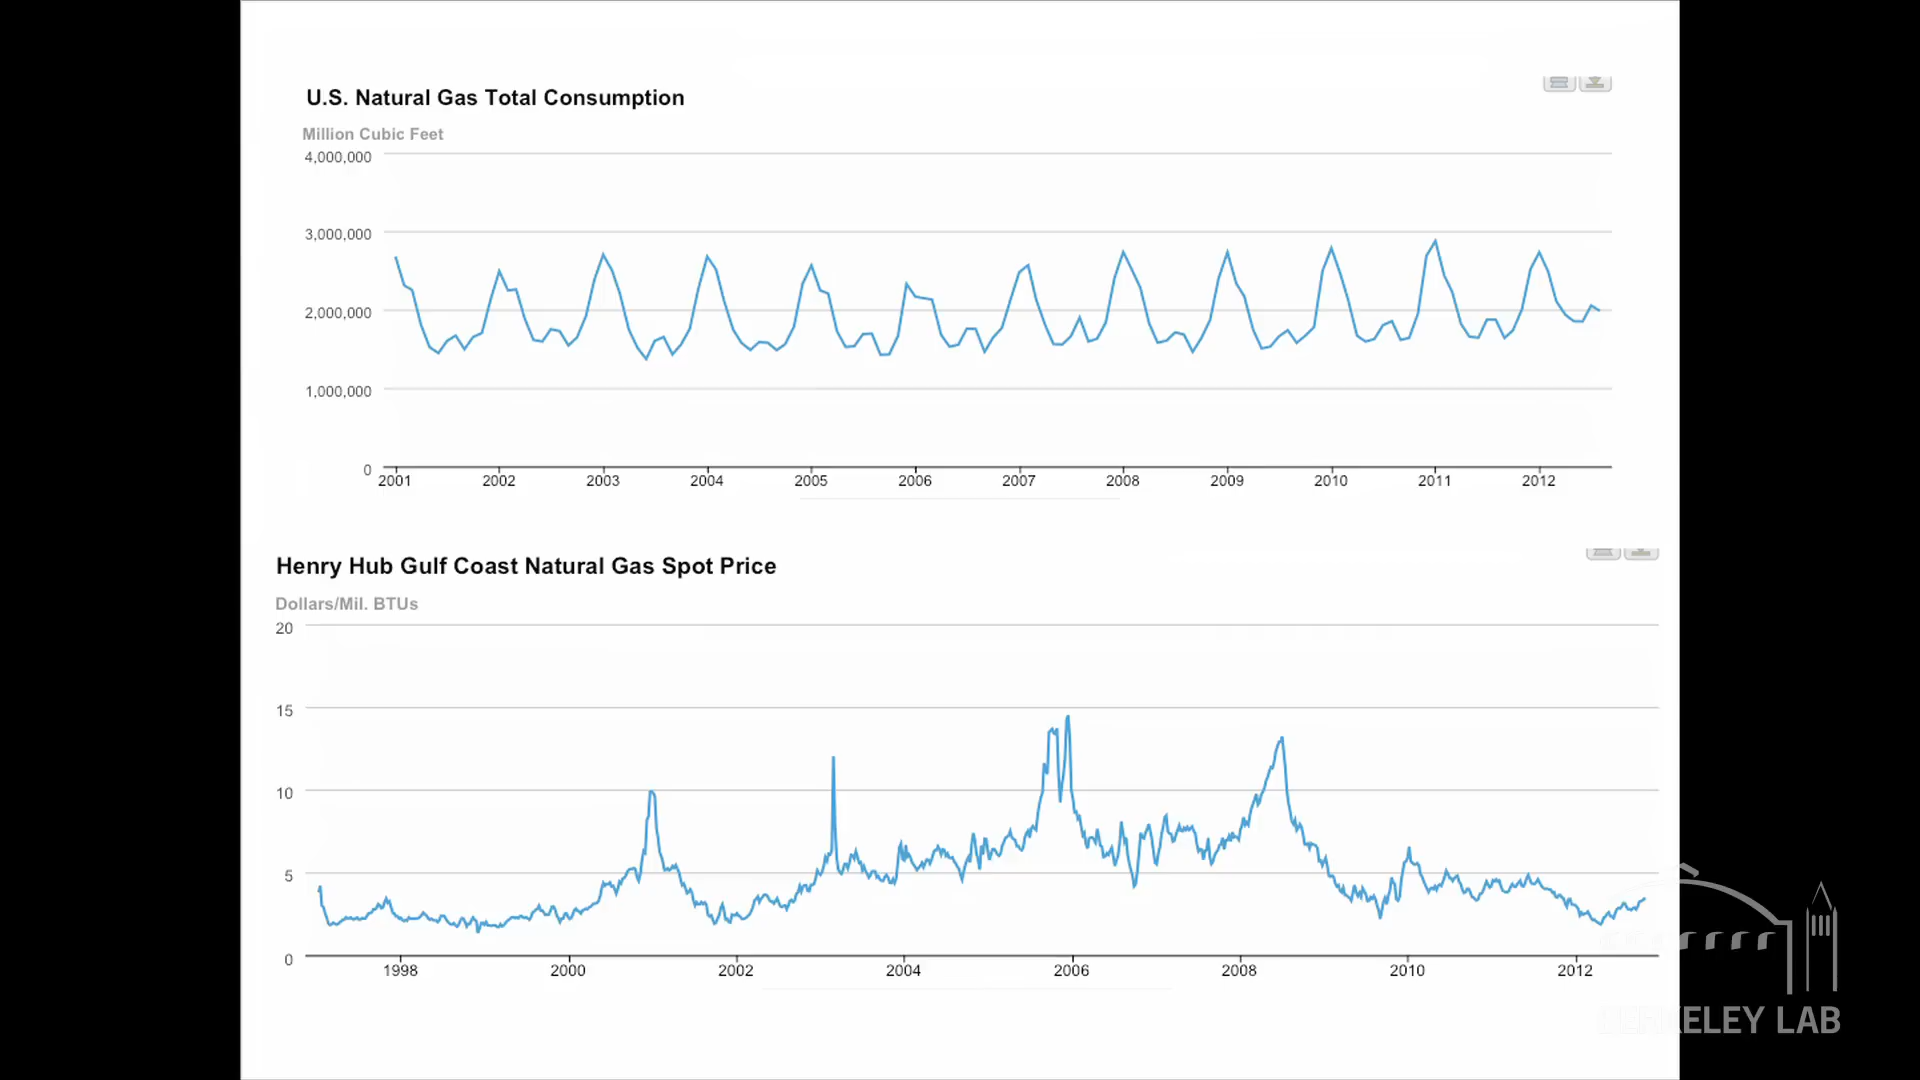 U.S. Natural Gas Total Consumption
Million Cubic Feet
4,000,000
3,000,000
2,000,000
1,000,000
0
2001 2002 2003 2004 2005 2006 2007 2008 2009 2010 2011 2012
Henry Hub Gulf Coast Natural Gas Spot Price
Dollars/Mil. BTUs
20
15
10
5
0
1998 2000 2002 2004 2006 2008 2010 2012
LAB